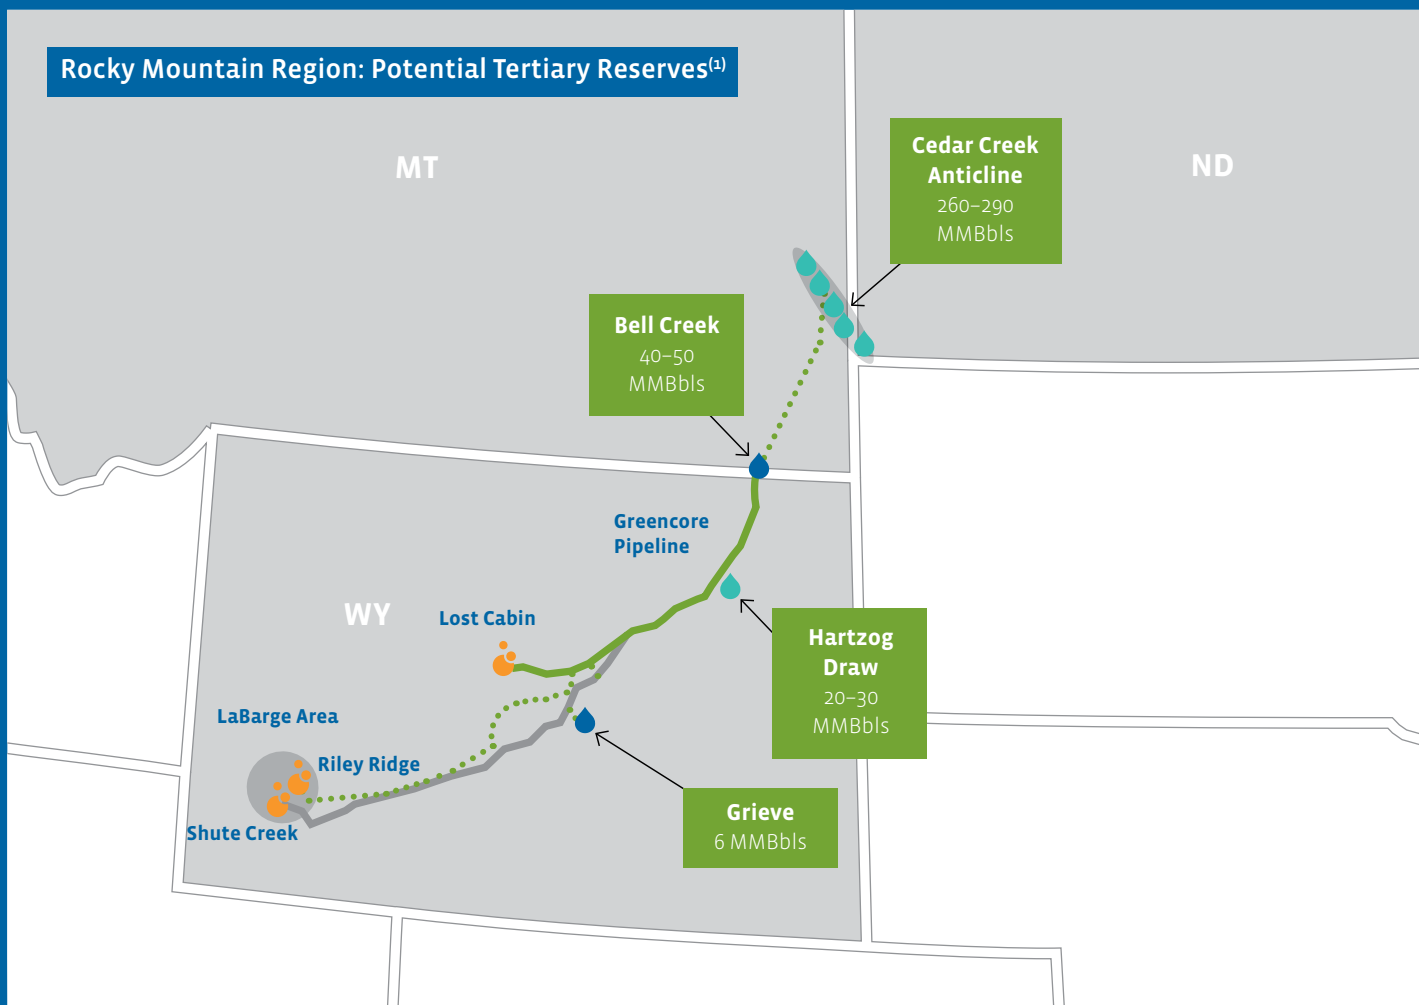 Rocky Mountain Region: Potential Tertiary Reserves(1)
MT
ND
Cedar Creek
Anticline
260–290
MMBbls
Bell Creek
40–50
MMBbls
Greencore
Pipeline
WY
Lost Cabin
Hartzog
Draw
20–30
MMBbls
LaBarge Area
Riley Ridge
Shute Creek
Grieve
6 MMBbls